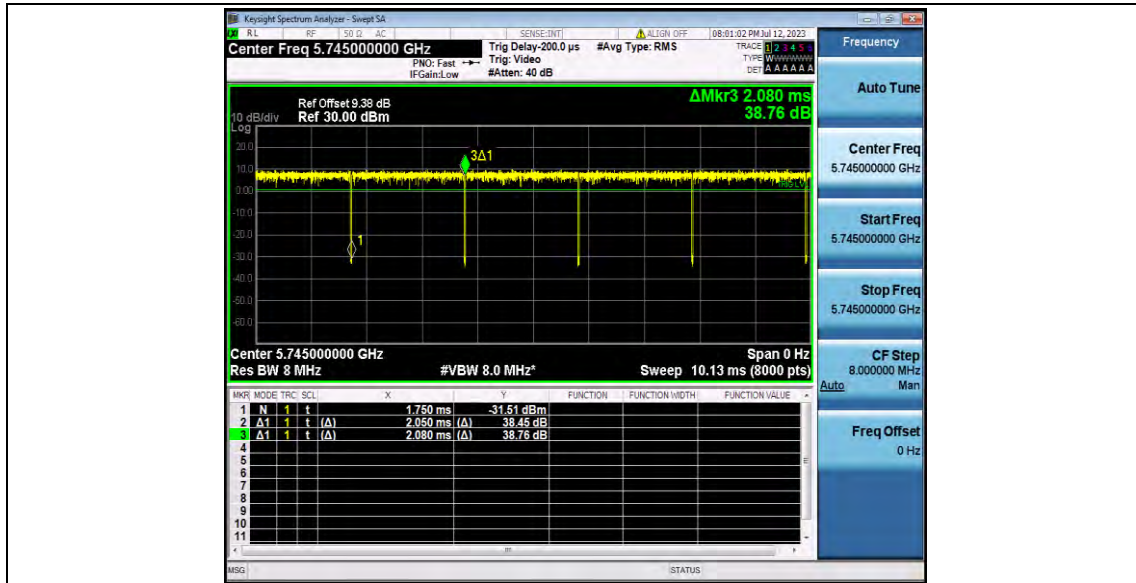 Keysight Spectrum Analyzer - Swept SA
RL RF 50 Ω AC SENSE:INT ALIGN OFF 08:01:02 PM Jul 12, 2023
Center Freq 5.745000000 GHz
Trig Delay-200.0 µs #Avg Type: RMS
TRACE 1 2 3 4 5 6
PNO: Fast Trig: Video
TYPE WWWWWW
IFGain:Low #Atten: 40 dB
DET A A A A A A
Frequency
ΔMkr3 2.080 ms
38.76 dB
Ref Offset 9.38 dB
10 dB/div Ref 30.00 dBm
Log
20.0
10.0
0.00
-10.0
-20.0
-30.0
-40.0
-50.0
-60.0
3Δ1
TRIG LVL
1
Center 5.745000000 GHz Span 0 Hz
Res BW 8 MHz #VBW 8.0 MHz* Sweep 10.13 ms (8000 pts)
MKR MODE TRC SCL X Y FUNCTION FUNCTION WIDTH FUNCTION VALUE
1 N 1 t 1.750 ms -31.51 dBm
2 Δ1 1 t (Δ) 2.050 ms (Δ) 38.45 dB
3 Δ1 1 t (Δ) 2.080 ms (Δ) 38.76 dB
4
5
6
7
8
9
10
11
MSG STATUS
Auto Tune
Center Freq
5.745000000 GHz
Start Freq
5.745000000 GHz
Stop Freq
5.745000000 GHz
CF Step
8.000000 MHz
Auto Man
Freq Offset
0 Hz